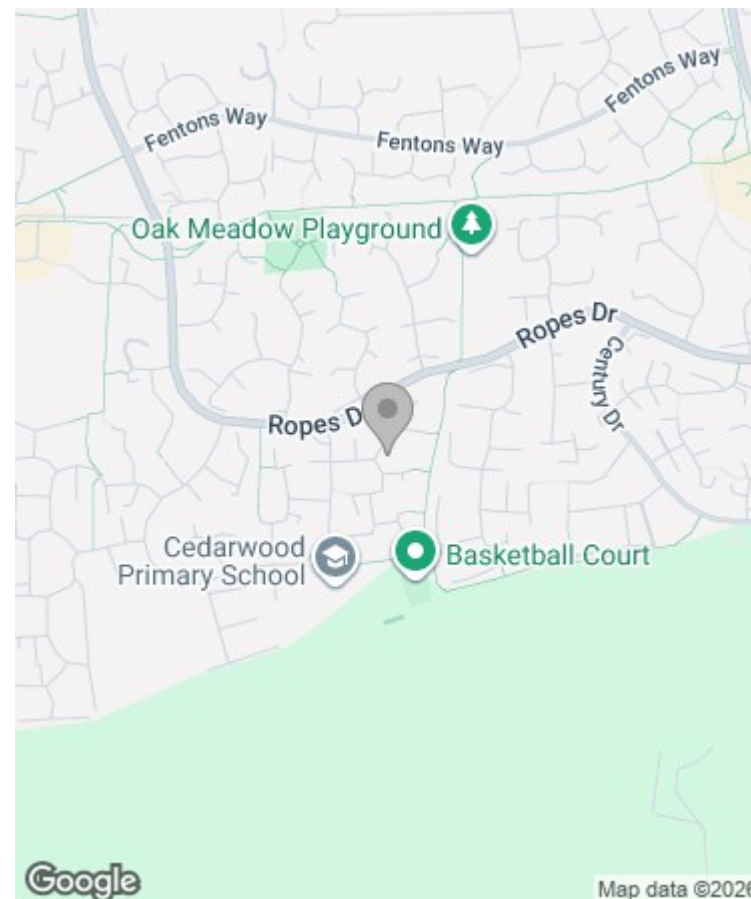 Fentons Way
Fentons Way
Fentons Way
Oak Meadow Playground
Ropes Dr
Century Dr
Ropes D
Cedarwood
Primary School
Basketball Court
Google
Map data ©2026